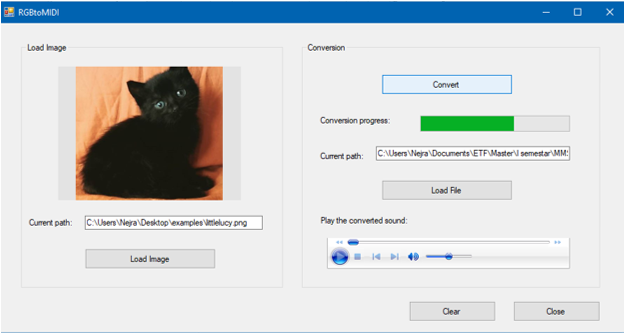 RGBtoMIDI
Load Image
Current path: C:\Users\Nejra\Desktop\examples\littlelucy.png
Load Image
Conversion
Convert
Conversion progress:
Current path: C:\Users\Nejra\Documents\ETF\Master\I semestar\MM
Load File
Play the converted sound:
Clear
Close